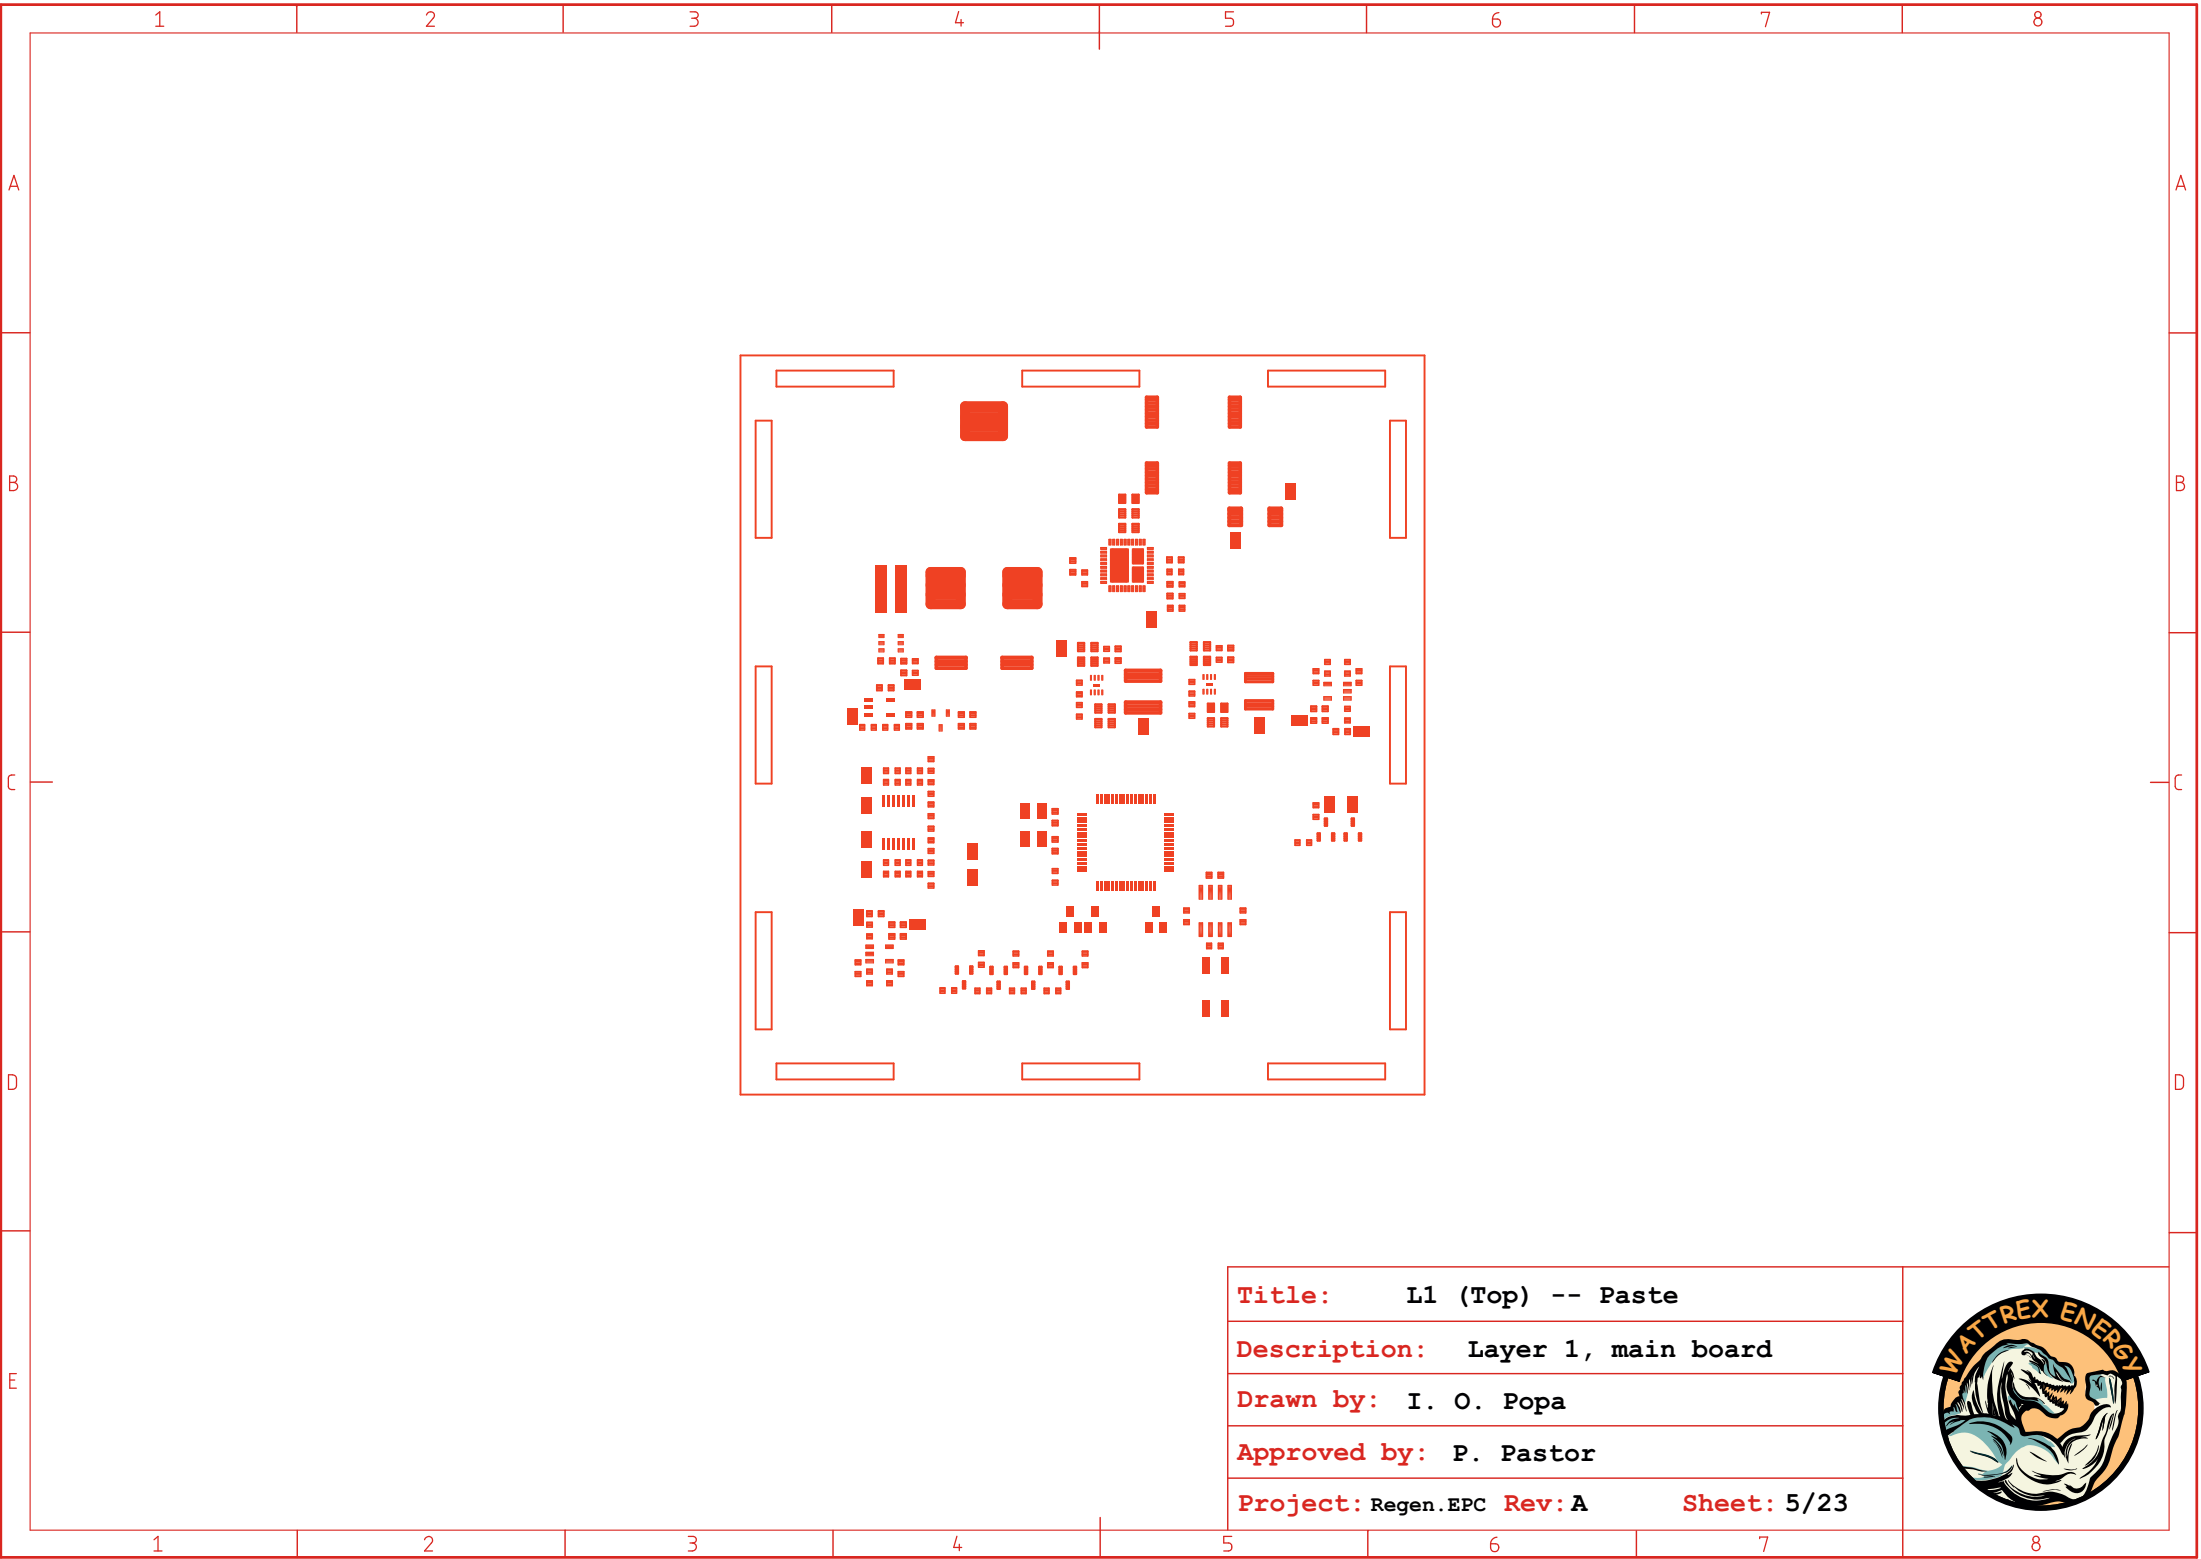 1 2 3 4 5 6 7 8
A A
B B
C C
D D
E
Title: L1 (Top) -- Paste
Description: Layer 1, main board
Drawn by: I. O. Popa
Approved by: P. Pastor
Project: Regen.EPC Rev: A Sheet: 5/23
WATTREX ENERGY
1 2 3 4 5 6 7 8